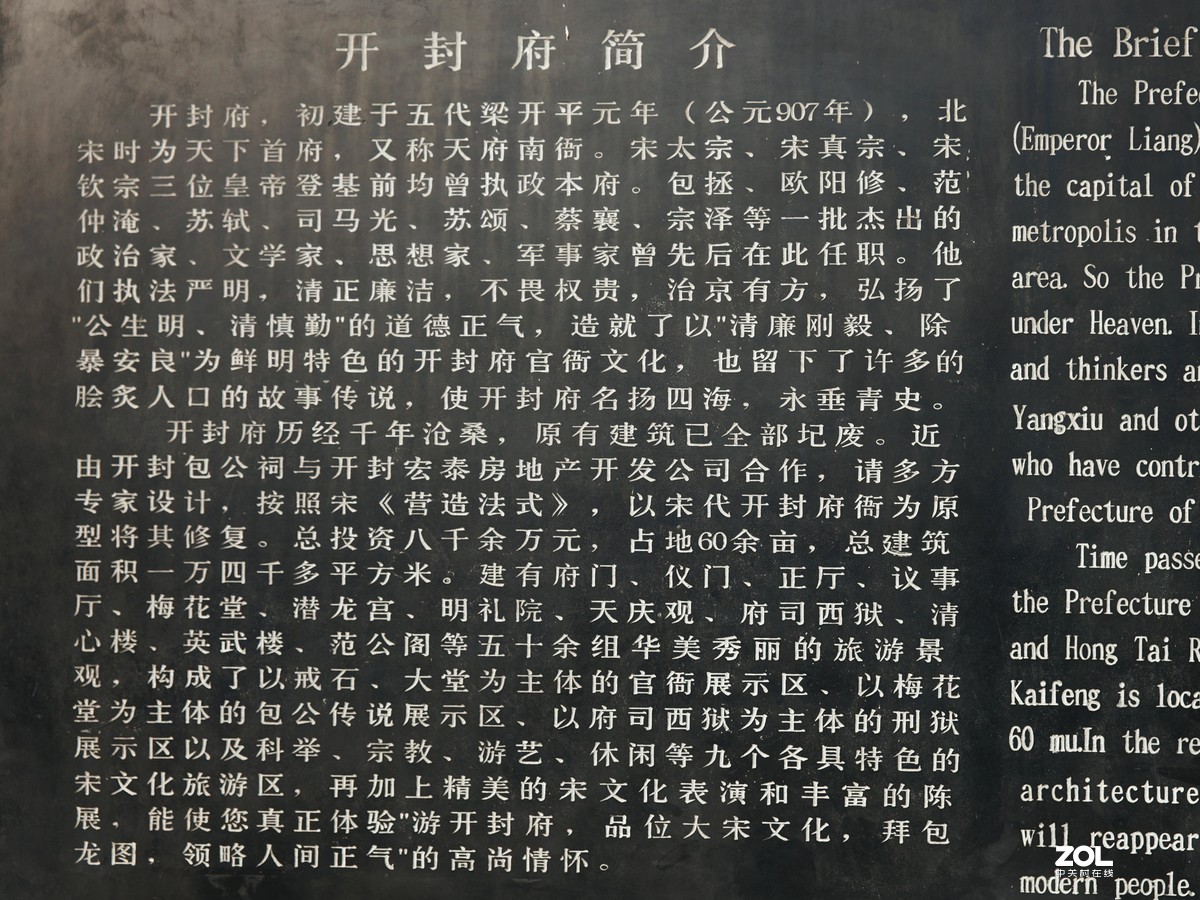 开封府简介
开封府，初建于五代梁开平元年（公元907年），北
宋时为天下首府，又称天府南衙。宋太宗、宋真宗、宋
钦宗三位皇帝登基前均曾执政本府。包拯、欧阳修、范
仲淹、苏轼、司马光、苏颂、蔡襄、宗泽等一批杰出的
政治家、文学家、思想家、军事家曾先后在此任职。他
们执法严明，清正廉洁，不畏权贵，治京有方，弘扬了
"公生明、清慎勤"的道德正气，造就了以"清廉刚毅、除
暴安良"为鲜明特色的开封府官衙文化，也留下了许多的
脍炙人口的故事传说，使开封府名扬四海，永垂青史。
开封府历经千年沧桑，原有建筑已全部圮废。近
由开封包公祠与开封宏泰房地产开发公司合作，请多方
专家设计，按照宋《营造法式》，以宋代开封府衙为原
型将其修复。总投资八千余万元，占地60余亩，总建筑
面积一万四千多平方米。建有府门、仪门、正厅、议事
厅、梅花堂、潜龙宫、明礼院、天庆观、府司西狱、清
心楼、英武楼、范公阁等五十余组华美秀丽的旅游景
观，构成了以戒石、大堂为主体的官衙展示区、以梅花
堂为主体的包公传说展示区、以府司西狱为主体的刑狱
展示区以及科举、宗教、游艺、休闲等九个各具特色的
宋文化旅游区，再加上精美的宋文化表演和丰富的陈
展，能使您真正体验"游开封府，品位大宋文化，拜包
龙图，领略人间正气"的高尚情怀。
The Brief
The Prefe
(Emperor Liang)
the capital of
metropolis in
area. So the
under Heaven.
and thinkers
Yangxiu and
who have contr
Prefecture of
Time passe
the Prefecture
and Hong Tai
Kaifeng is loca
60 mu.In the re
architecture
will reappear
modern people.
ZOL
中关村在线